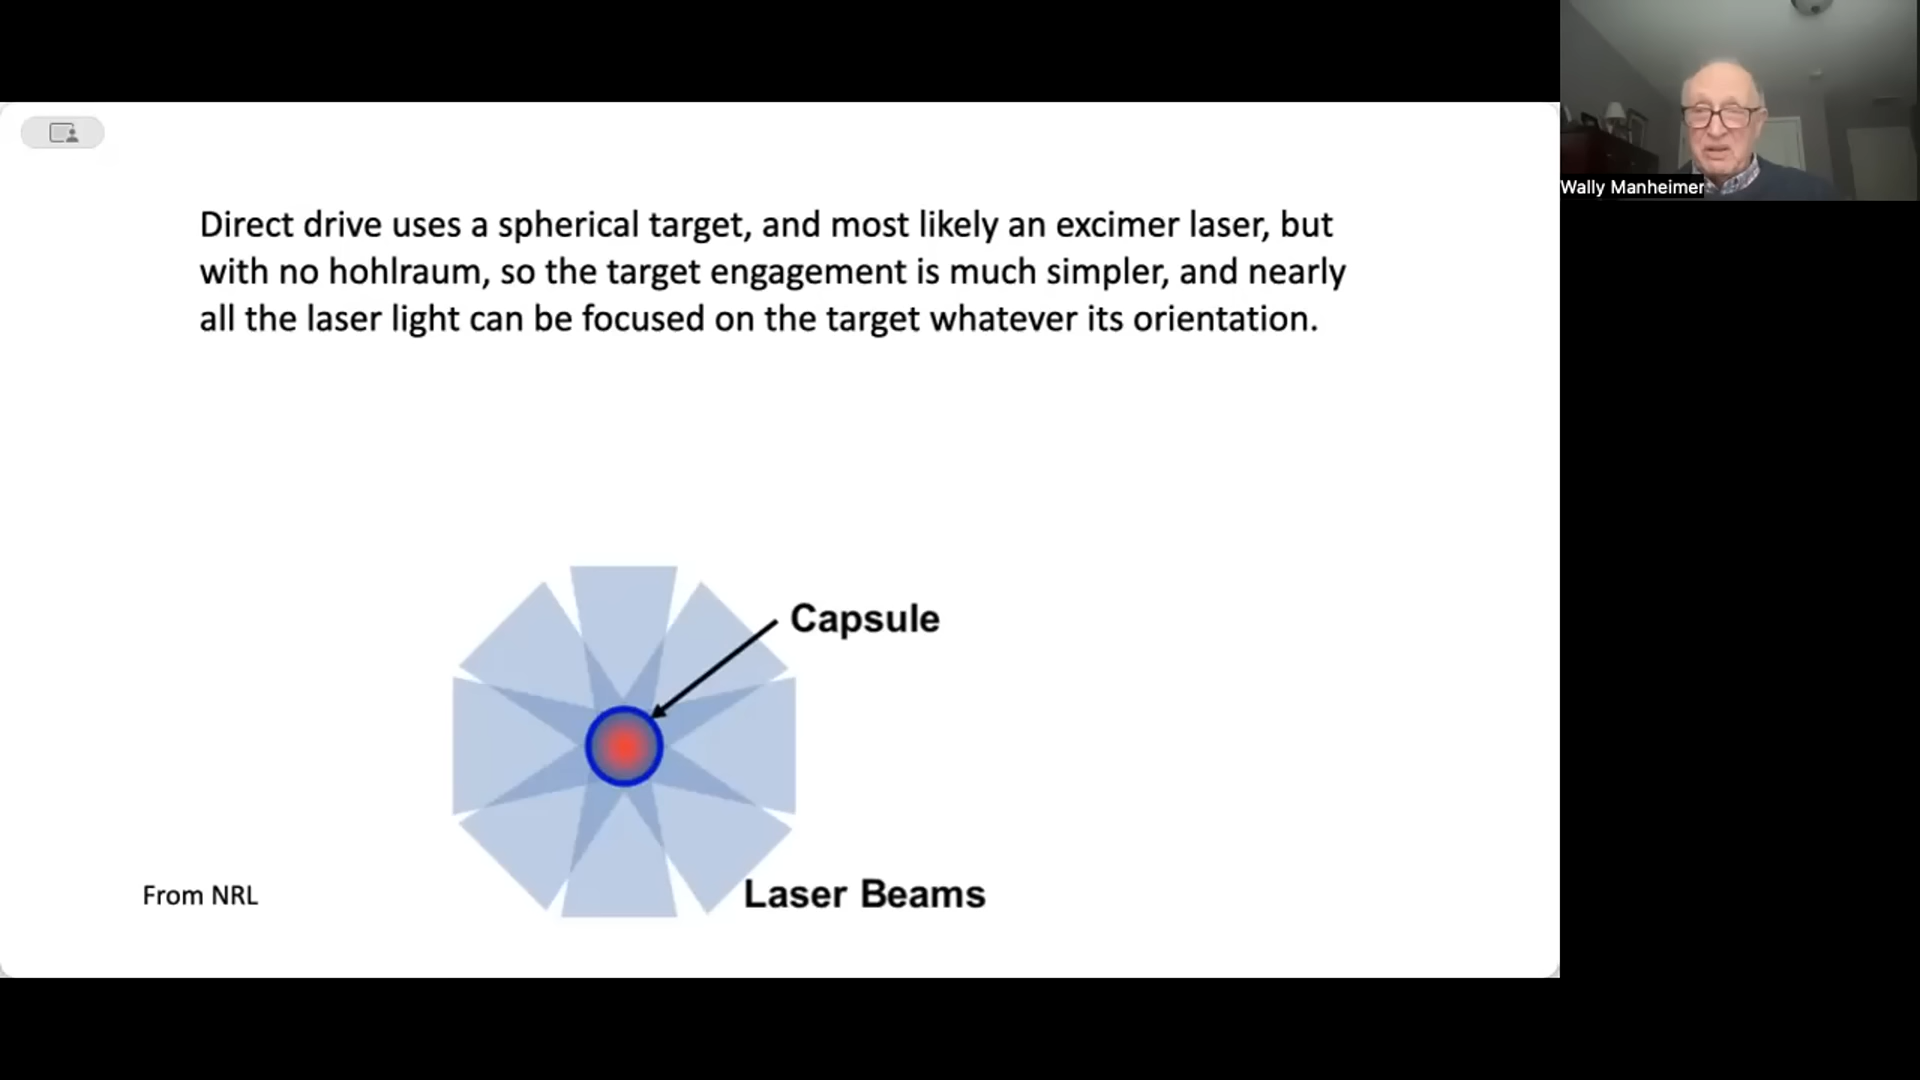 Wally Manheimer
Direct drive uses a spherical target, and most likely an excimer laser, but
with no hohlraum, so the target engagement is much simpler, and nearly
all the laser light can be focused on the target whatever its orientation.
Capsule
From NRL
Laser Beams